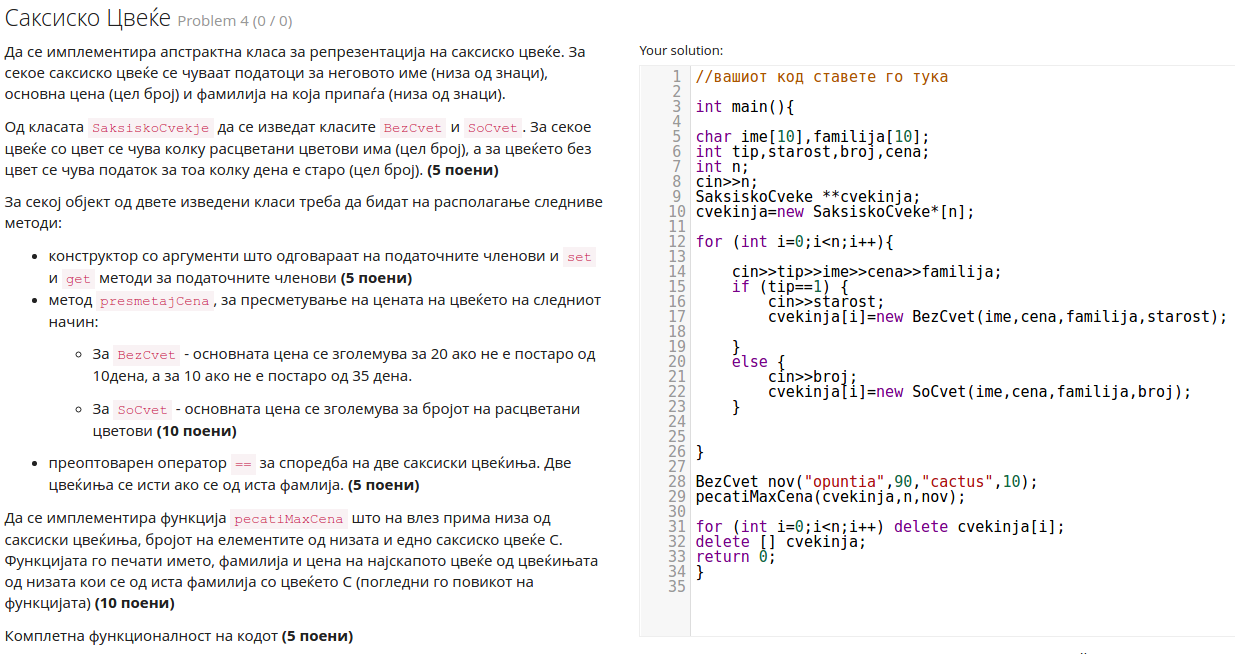 Саксиско Цвеќе Problem 4 (0 / 0)
Да се имплементира апстрактна класа за репрезентација на саксиско цвеќе. За
секое саксиско цвеќе се чуваат податоци за неговото име (низа од знаци),
основна цена (цел број) и фамилија на која припаѓа (низа од знаци).
Од класата SaksiskoCvekje да се изведат класите BezCvet и SoCvet. За секое
цвеќе со цвет се чува колку расцветани цветови има (цел број), а за цвеќето без
цвет се чува податок за тоа колку дена е старо (цел број). (5 поени)
За секој објект од двете изведени класи треба да бидат на располагање следниве
методи:
• конструктор со аргументи што одговараат на податочните членови и set
и get методи за податочните членови (5 поени)
• метод presmetajCena, за пресметување на цената на цвеќето на следниот
начин:
◦ За BezCvet - основната цена се зголемува за 20 ако не е постаро од
10дена, а за 10 ако не е постаро од 35 дена.
◦ За SoCvet - основната цена се зголемува за бројот на расцветани
цветови (10 поени)
• преоптоварен оператор == за споредба на две саксиски цвеќиња. Две
цвеќиња се исти ако се од иста фамлија. (5 поени)
Да се имплементира функција pecatiMaxCena што на влез прима низа од
саксиски цвеќиња, бројот на елементите од низата и едно саксиско цвеќе C.
Функцијата го печати името, фамилија и цена на најскапото цвеќе од цвеќињата
од низата кои се од иста фамилија со цвеќето C (погледни го повикот на
функцијата) (10 поени)
Комплетна функционалност на кодот (5 поени)
Your solution:
1 //вашиот код ставете го тука
2
3 int main(){
4
5 char ime[10],familija[10];
6 int tip,starost,broj,cena;
7 int n;
8 cin>>n;
9 SaksiskoCveke **cvekinja;
10 cvekinja=new SaksiskoCveke*[n];
11
12 for (int i=0;i<n;i++){
13
14     cin>>tip>>ime>>cena>>familija;
15     if (tip==1) {
16         cin>>starost;
17         cvekinja[i]=new BezCvet(ime,cena,familija,starost);
18
19     }
20     else {
21         cin>>broj;
22         cvekinja[i]=new SoCvet(ime,cena,familija,broj);
23     }
24
25
26 }
27
28 BezCvet nov("opuntia",90,"cactus",10);
29 pecatiMaxCena(cvekinja,n,nov);
30
31 for (int i=0;i<n;i++) delete cvekinja[i];
32 delete [] cvekinja;
33 return 0;
34 }
35